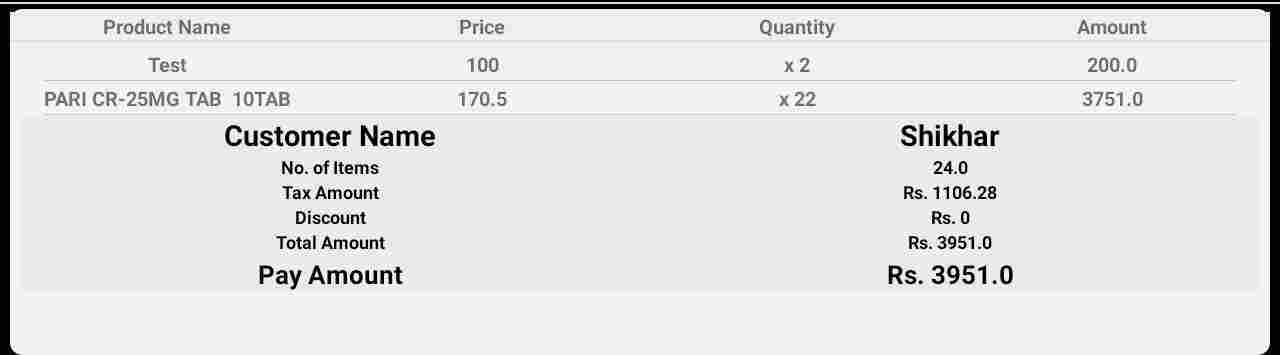 Product Name Price Quantity Amount
Test 100 x 2 200.0
PARI CR-25MG TAB  10TAB 170.5 x 22 3751.0
Customer Name Shikhar
No. of Items 24.0
Tax Amount Rs. 1106.28
Discount Rs. 0
Total Amount Rs. 3951.0
Pay Amount Rs. 3951.0